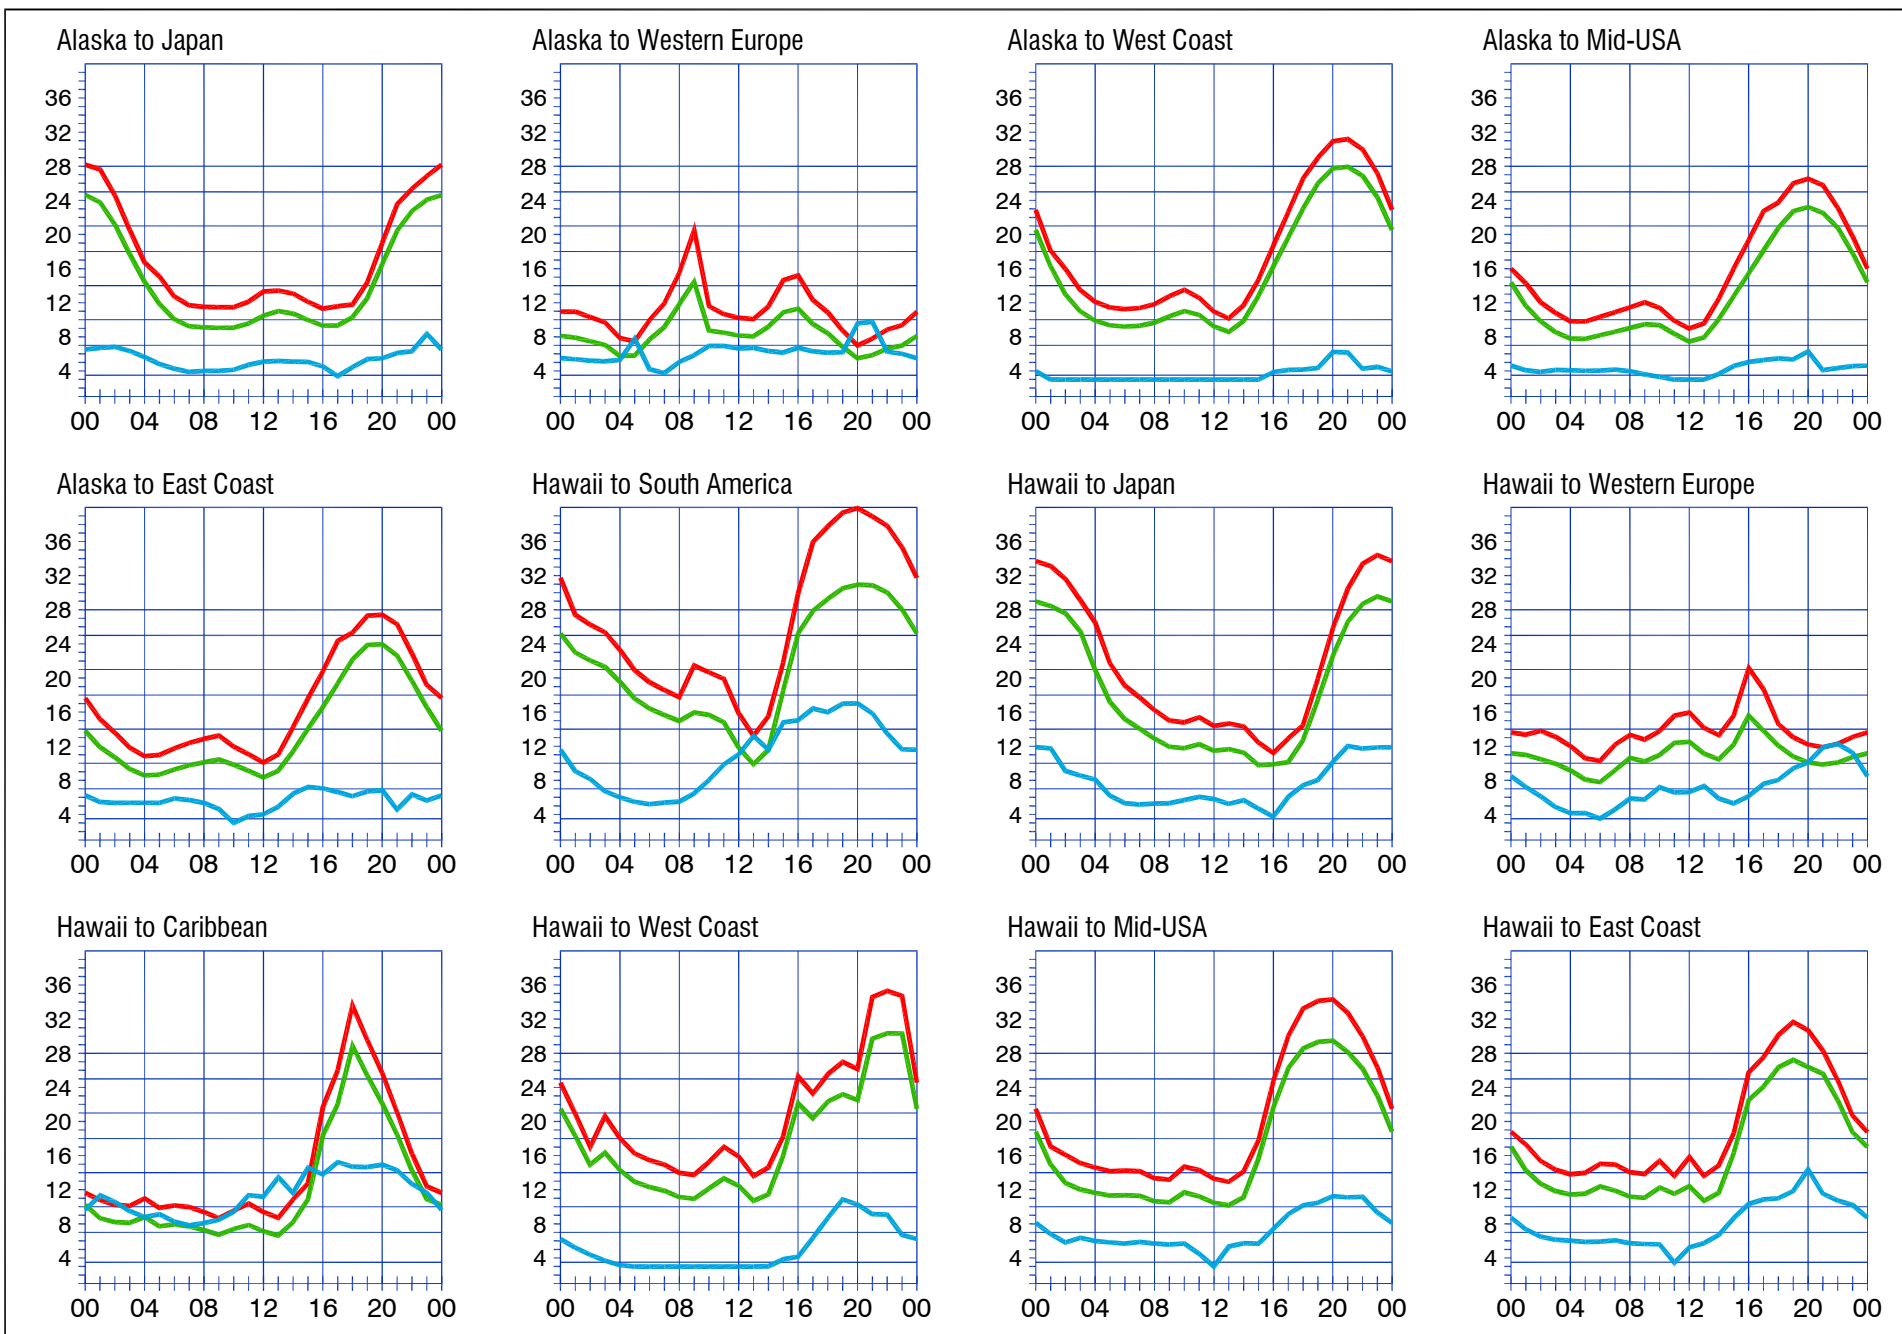 Alaska to Japan Alaska to Western Europe Alaska to West Coast Alaska to Mid-USA
36 36 36 36
32 32 32 32
28 28 28 28
24 24 24 24
20 20 20 20
16 16 16 16
12 12 12 12
8 8 8 8
4 4 4 4
00 04 08 12 16 20 00 00 04 08 12 16 20 00 00 04 08 12 16 20 00 00 04 08 12 16 20 00
Alaska to East Coast Hawaii to South America Hawaii to Japan Hawaii to Western Europe
36 36 36 36
32 32 32 32
28 28 28 28
24 24 24 24
20 20 20 20
16 16 16 16
12 12 12 12
8 8 8 8
4 4 4 4
00 04 08 12 16 20 00 00 04 08 12 16 20 00 00 04 08 12 16 20 00 00 04 08 12 16 20 00
Hawaii to Caribbean Hawaii to West Coast Hawaii to Mid-USA Hawaii to East Coast
36 36 36 36
32 32 32 32
28 28 28 28
24 24 24 24
20 20 20 20
16 16 16 16
12 12 12 12
8 8 8 8
4 4 4 4
00 04 08 12 16 20 00 00 04 08 12 16 20 00 00 04 08 12 16 20 00 00 04 08 12 16 20 00